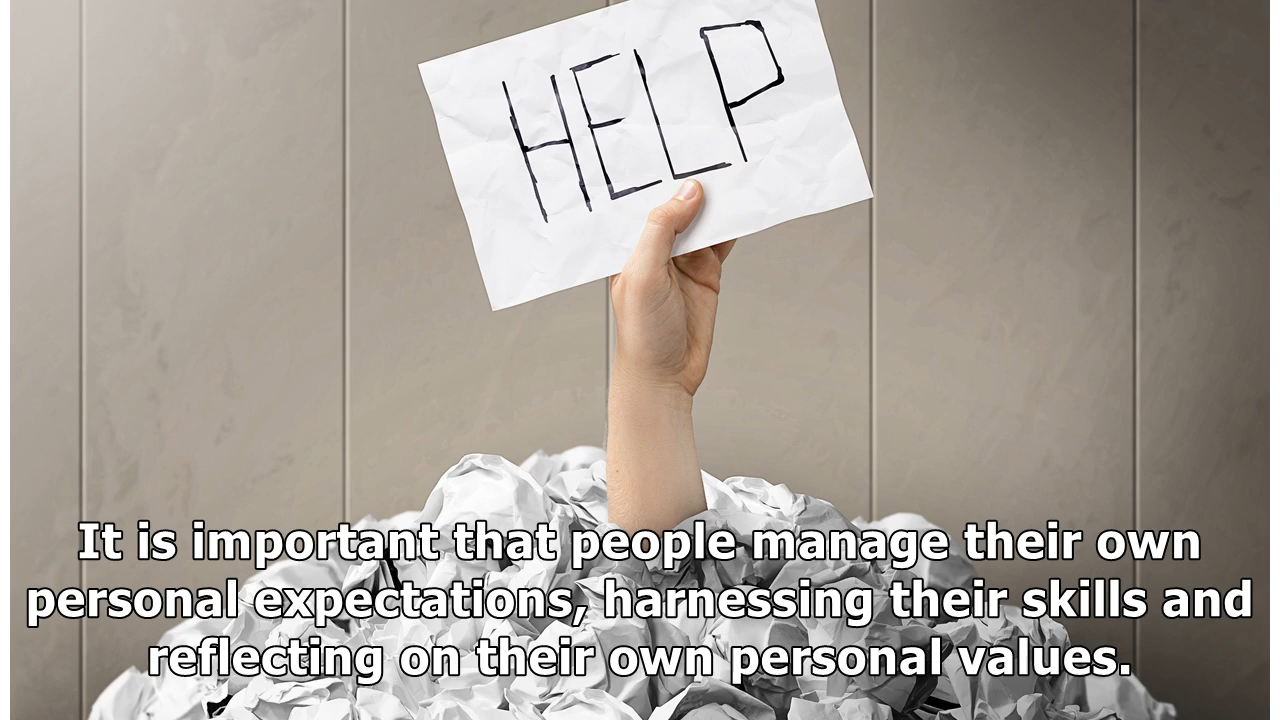 HELP
It is important that people manage their own
personal expectations, harnessing their skills and
reflecting on their own personal values.